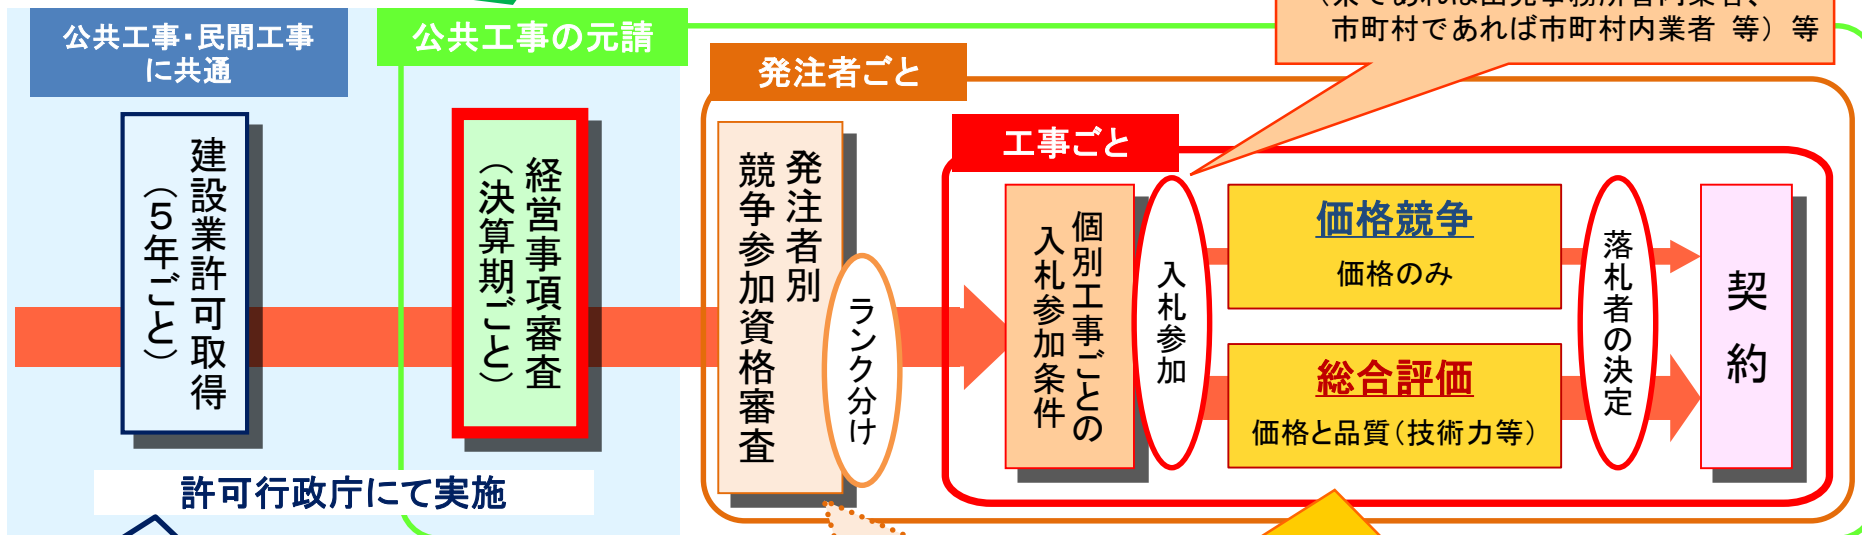 公共工事・民間工事
に共通
公共工事の元請
市町村であれば市町村内業者 等）等
発注者ごと
工事ごと
建設業許可取得
（５年ごと）
経営事項審査
（決算期ごと）
発注者別
競争参加資格審査
ランク分け
個別工事ごとの
入札参加条件
入札参加
価格競争
価格のみ
総合評価
価格と品質（技術力等）
落札者の決定
契約
許可行政庁にて実施